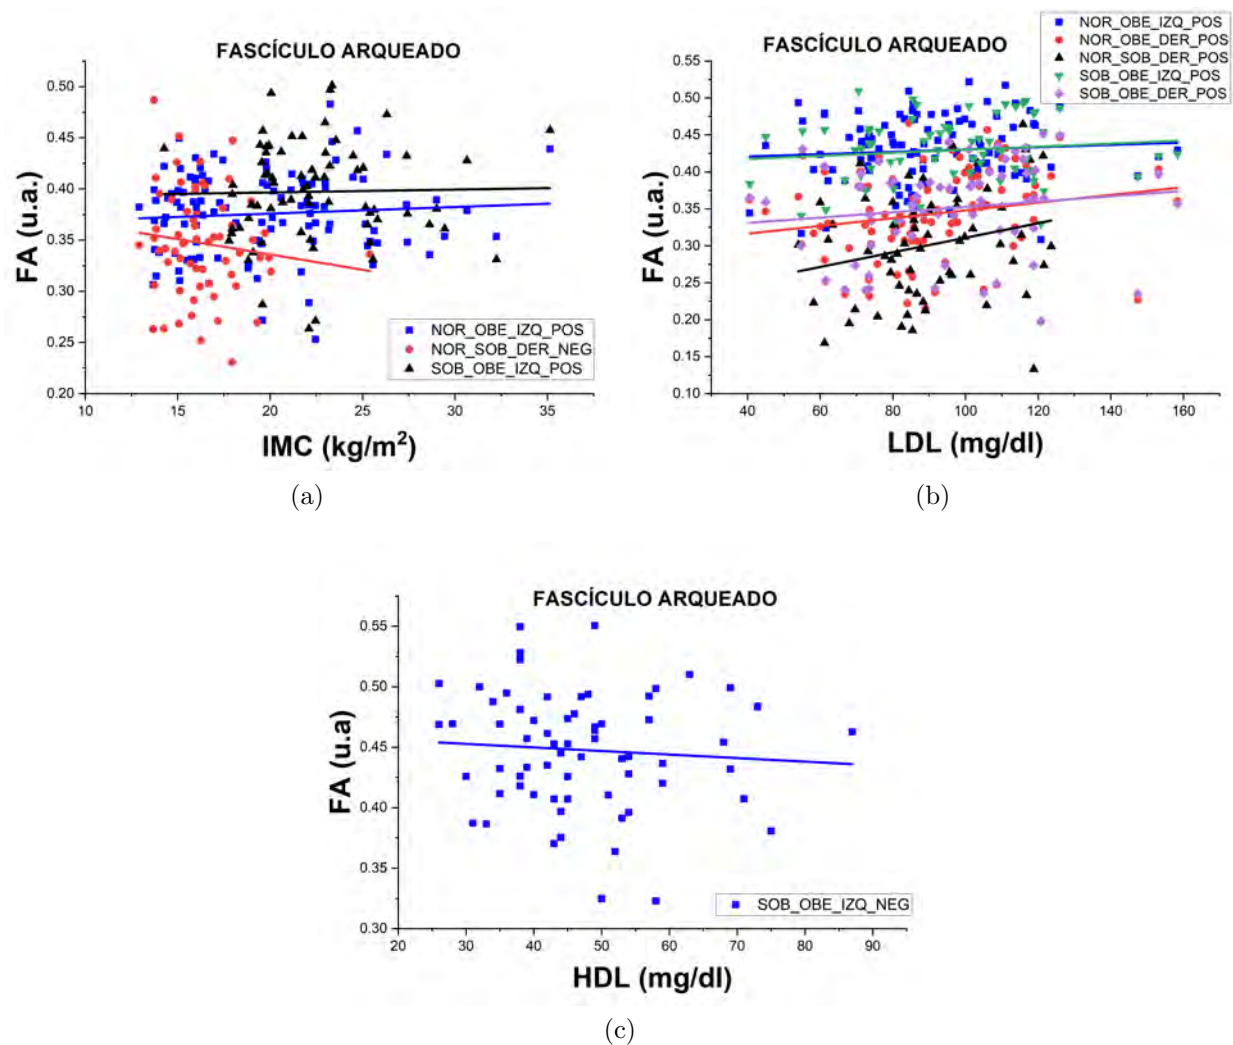 FASCÍCULO ARQUEADO
0.50
0.45
0.40
0.35
0.30
0.25
0.20
FA (u.a.)
NOR_OBE_IZQ_POS
NOR_SOB_DER_NEG
SOB_OBE_IZQ_POS
10 15 20 25 30 35
IMC (kg/m²)
(a)
NOR_OBE_IZQ_POS
NOR_OBE_DER_POS
NOR_SOB_DER_POS
SOB_OBE_IZQ_POS
SOB_OBE_DER_POS
FASCÍCULO ARQUEADO
0.55
0.50
0.45
0.40
0.35
0.30
0.25
0.20
0.15
0.10
FA (u.a.)
40 60 80 100 120 140 160
LDL (mg/dl)
(b)
FASCÍCULO ARQUEADO
0.55
0.50
0.45
0.40
0.35
0.30
FA (u.a)
SOB_OBE_IZQ_NEG
20 30 40 50 60 70 80 90
HDL (mg/dl)
(c)